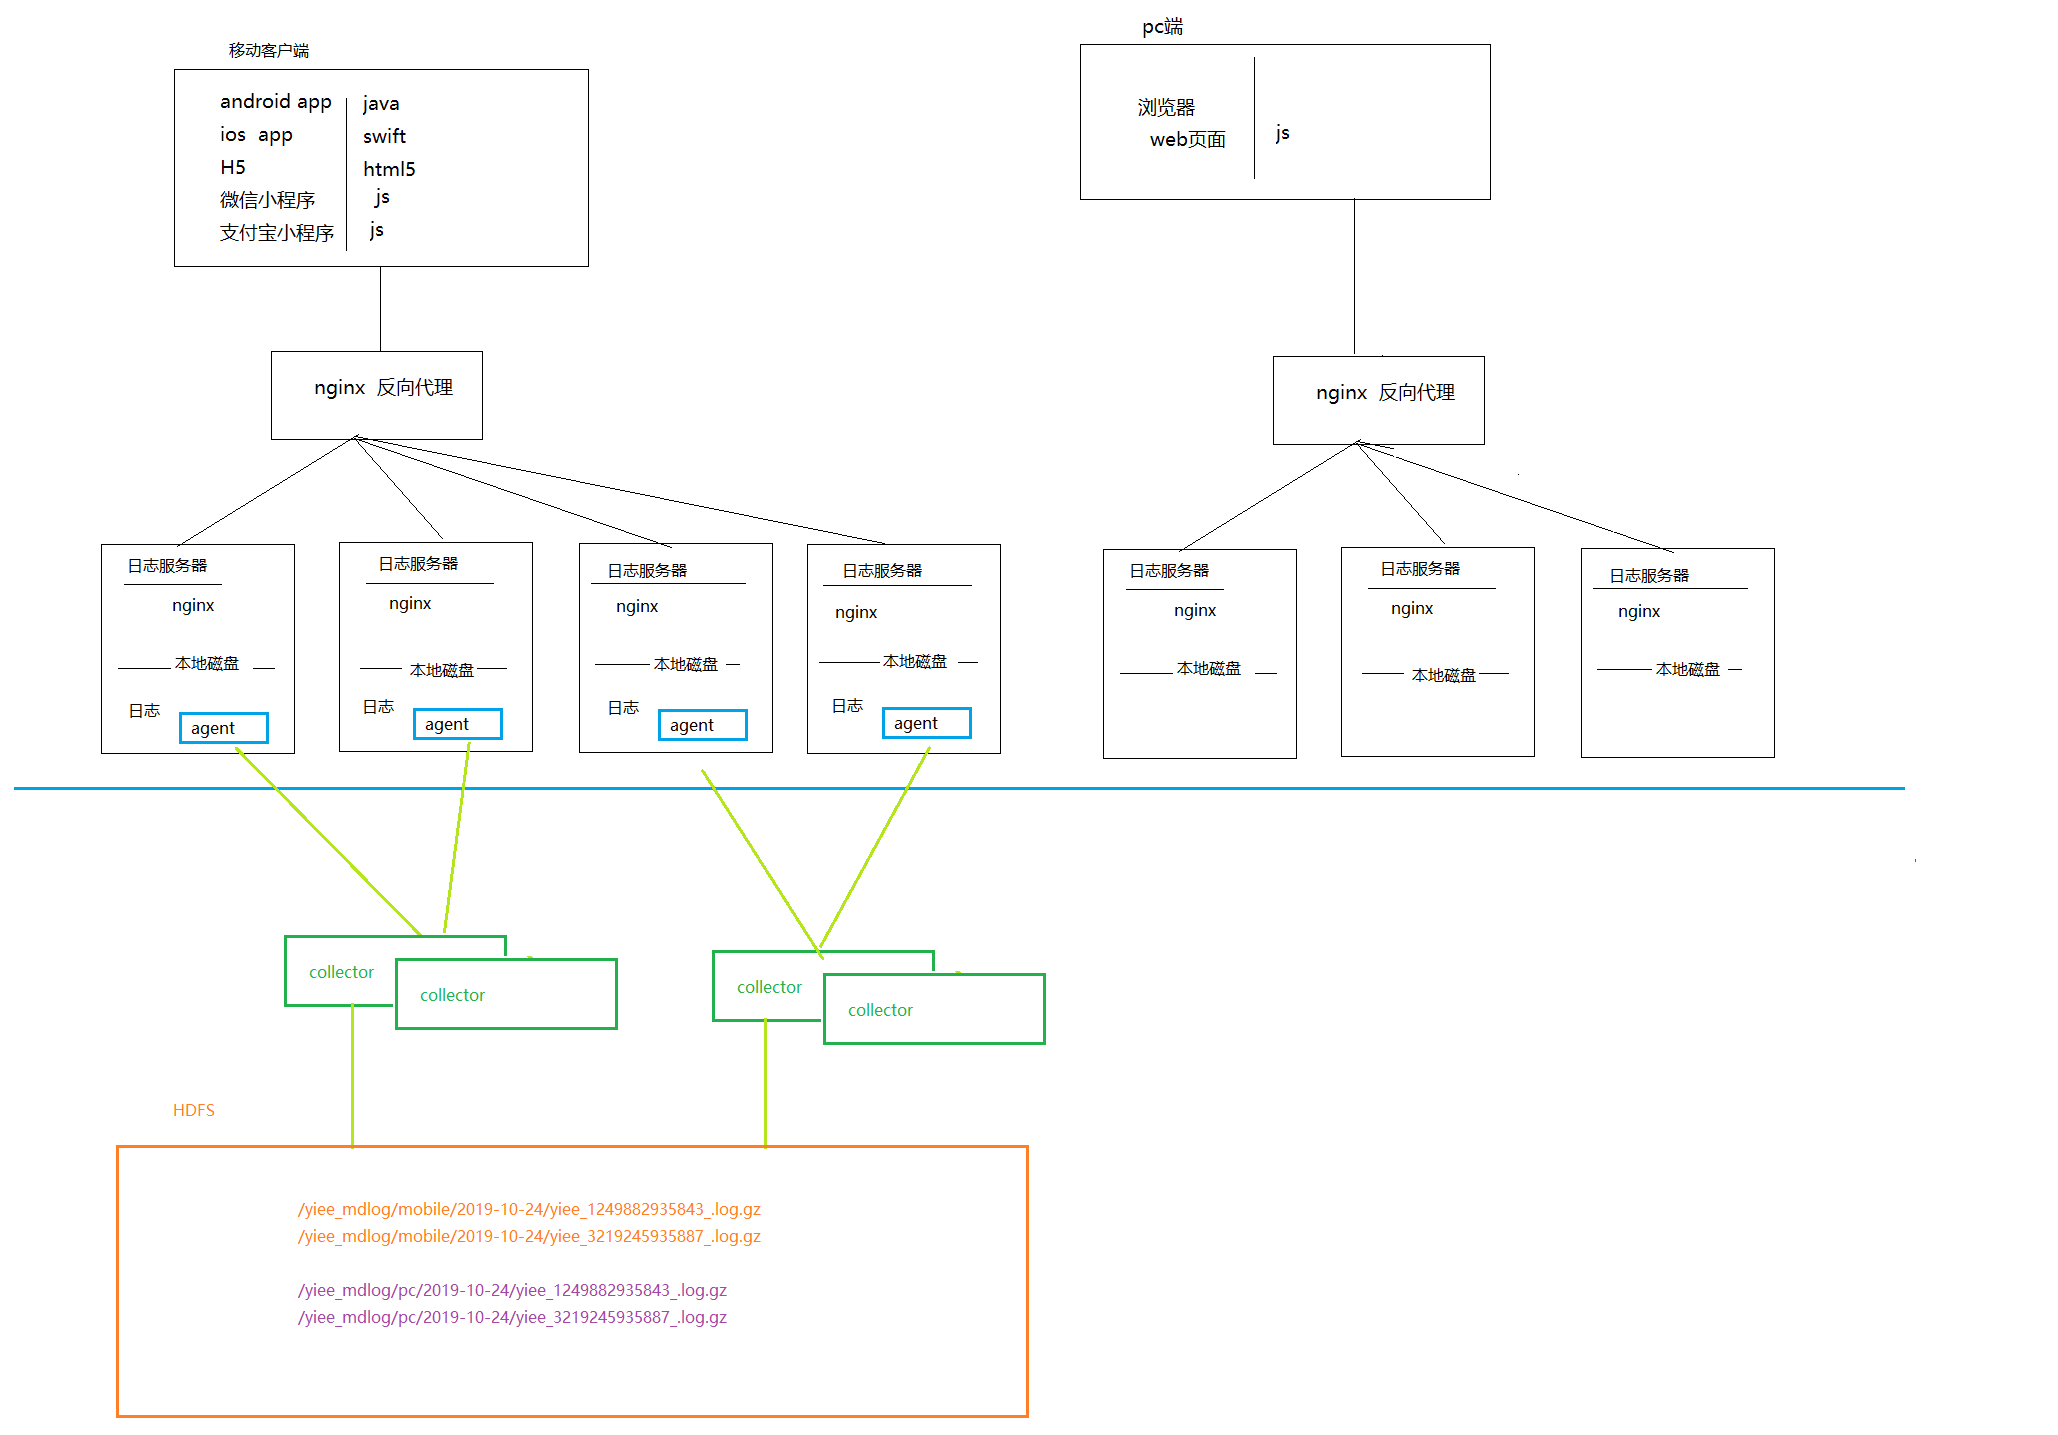 移动客户端
android app
java
ios app
swift
H5
html5
微信小程序
js
支付宝小程序
js
pc端
浏览器
web页面
js
nginx 反向代理
nginx 反向代理
日志服务器
nginx
本地磁盘
日志
agent
日志服务器
nginx
本地磁盘
日志
agent
日志服务器
nginx
本地磁盘
日志
agent
日志服务器
nginx
本地磁盘
日志
agent
日志服务器
nginx
本地磁盘
日志服务器
nginx
本地磁盘
日志服务器
nginx
本地磁盘
collector
collector
collector
collector
HDFS
/yiee_mdlog/mobile/2019-10-24/yiee_1249882935843_.log.gz
/yiee_mdlog/mobile/2019-10-24/yiee_3219245935887_.log.gz
/yiee_mdlog/pc/2019-10-24/yiee_1249882935843_.log.gz
/yiee_mdlog/pc/2019-10-24/yiee_3219245935887_.log.gz